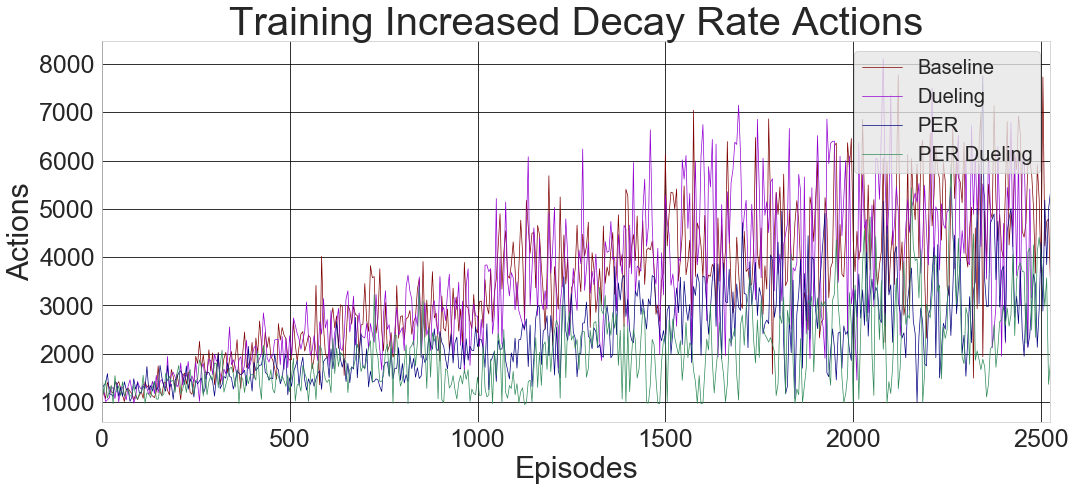 Training Increased Decay Rate Actions
8000
7000
6000
5000
4000
3000
2000
1000
Actions
Baseline
Dueling
PER
PER Dueling
0 500 1000 1500 2000 2500
Episodes